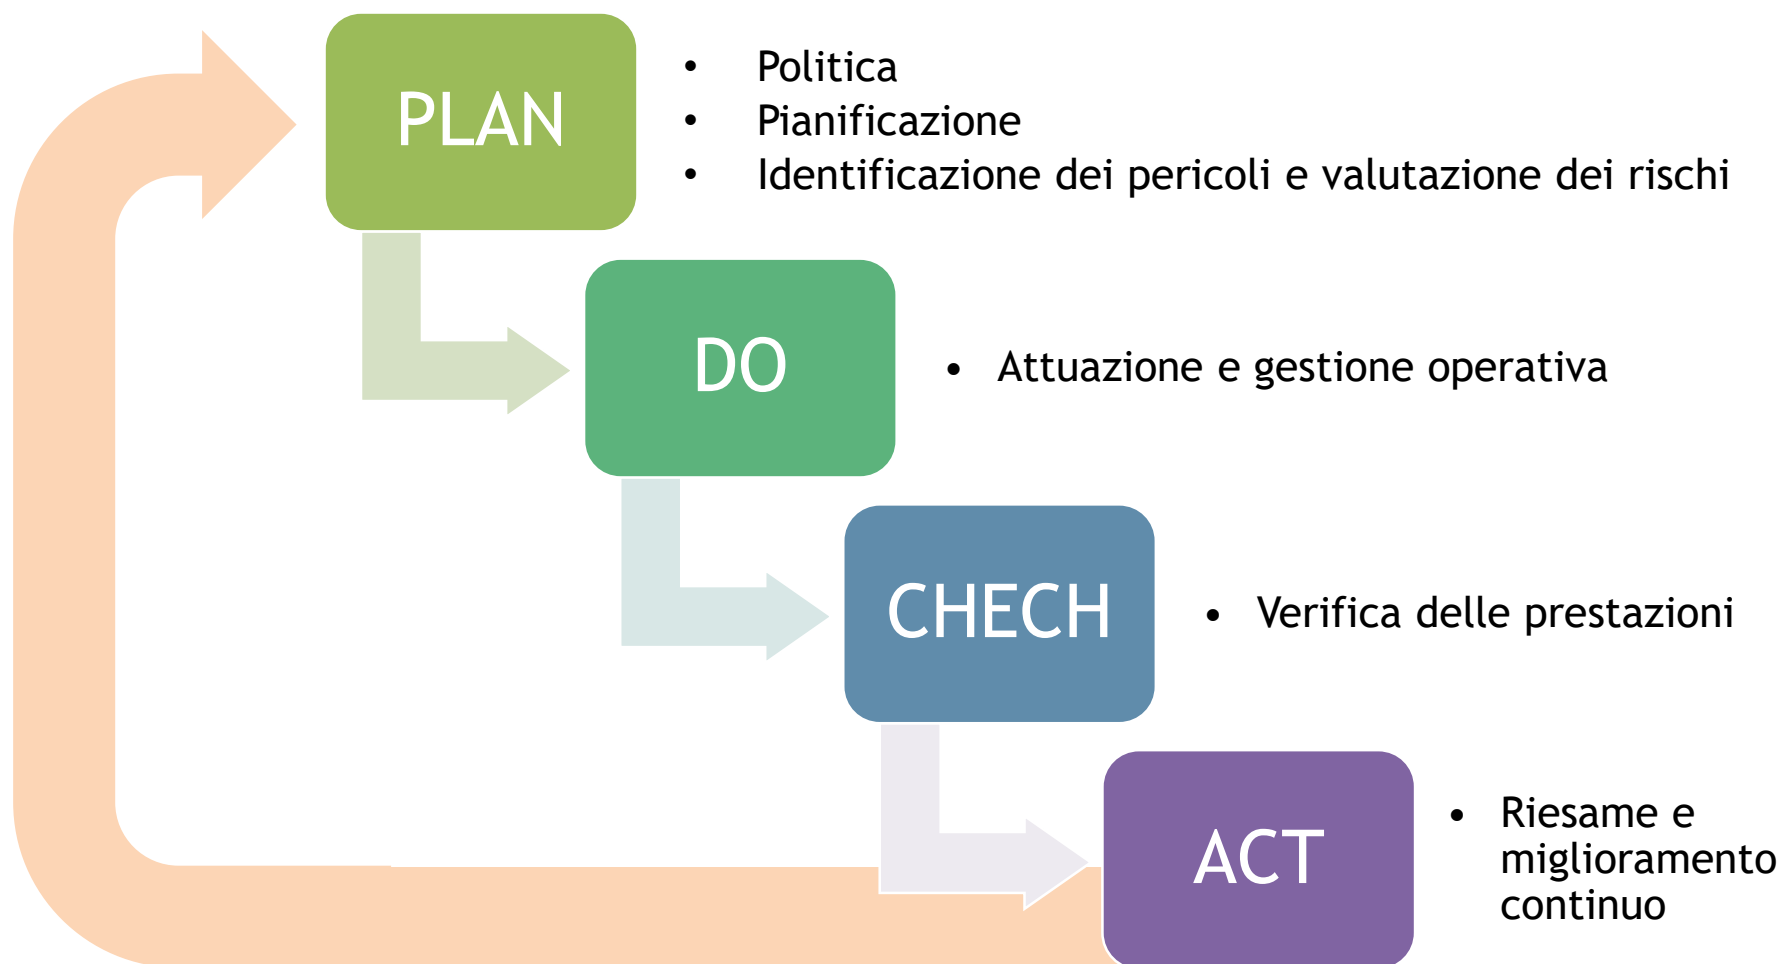 PLAN
• Politica
• Pianificazione
• Identificazione dei pericoli e valutazione dei rischi
DO
• Attuazione e gestione operativa
CHECH
• Verifica delle prestazioni
ACT
• Riesame e
miglioramento
continuo